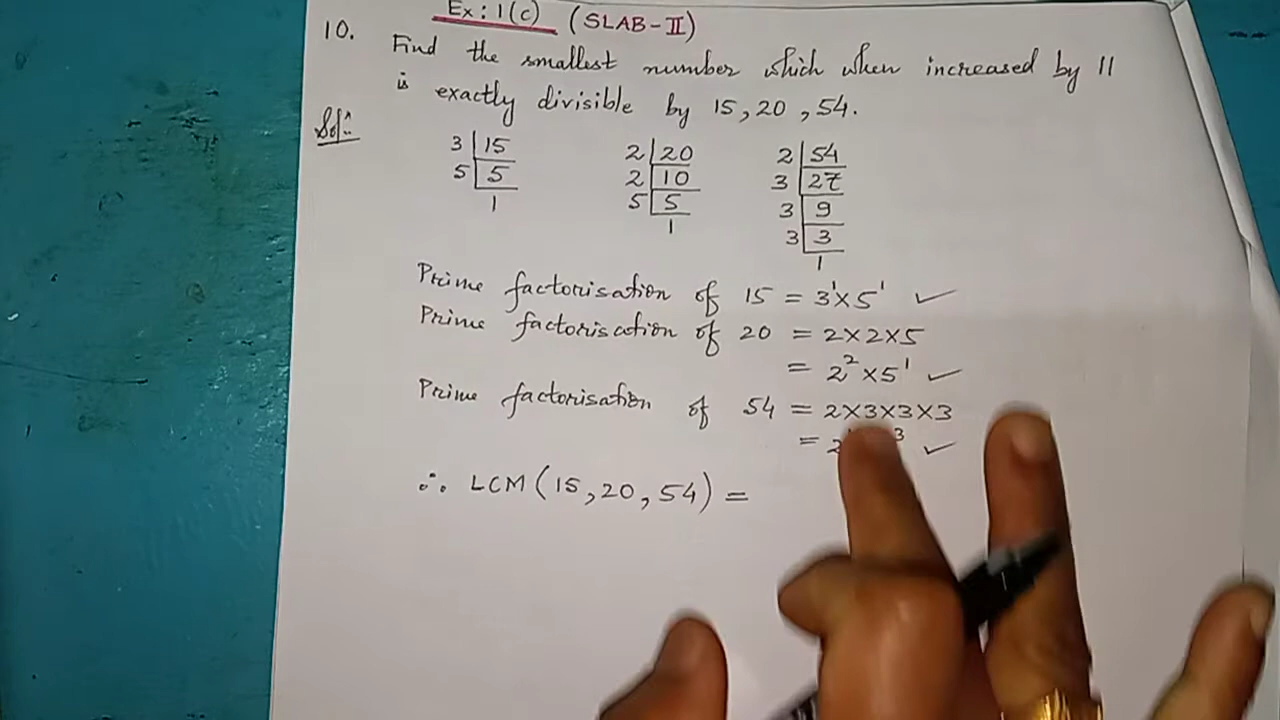 Ex: 1(c) (SLAB-II)
10. Find the smallest number which when increased by 11
is exactly divisible by 15, 20, 54.
Sol:
3 | 15 2 | 20 2 | 54
5 | 5 2 | 10 3 | 27
1 5 | 5 3 | 9
1 3 | 3
1
Prime factorisation of 15 = 3¹×5¹ ✓
Prime factorisation of 20 = 2×2×5
= 2²×5¹ ✓
Prime factorisation of 54 = 2×3×3×3
= 2 ³ ✓
∴ LCM (15, 20, 54) =